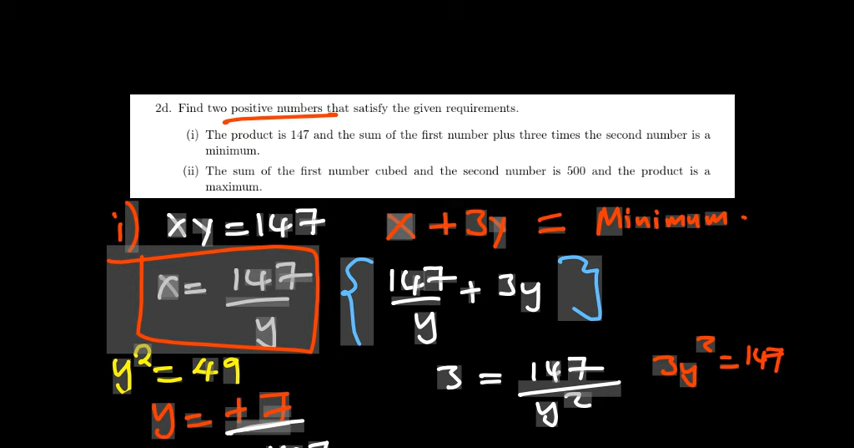 2d. Find two positive numbers that satisfy the given requirements.
(i) The product is 147 and the sum of the first number plus three times the second number is a
minimum.
(ii) The sum of the first number cubed and the second number is 500 and the product is a
maximum.
i) xy = 147 x + 3y = Minimum.
x = 147/y { 147/y + 3y }
y² = 49 3 = 147/y² 3y² = 147
y = +7